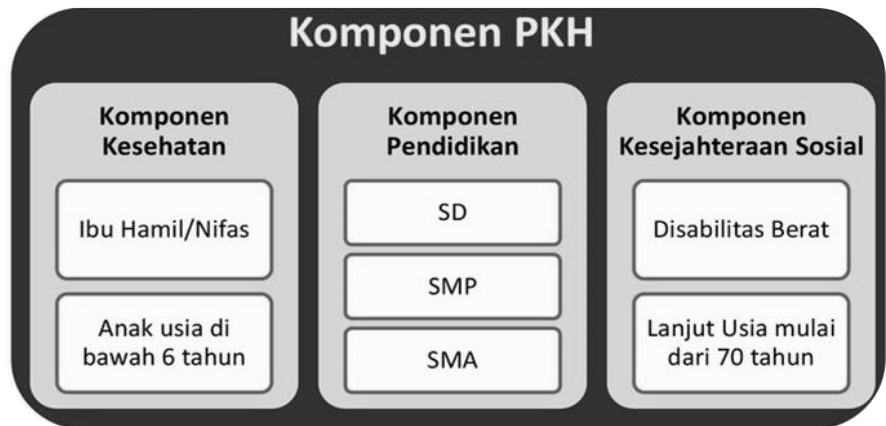 Komponen PKH
Komponen
Kesehatan
Ibu Hamil/Nifas
Anak usia di
bawah 6 tahun
Komponen
Pendidikan
SD
SMP
SMA
Komponen
Kesejahteraan Sosial
Disabilitas Berat
Lanjut Usia mulai
dari 70 tahun